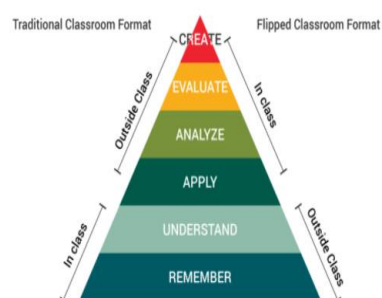 Traditional Classroom Format
Flipped Classroom Format
CREATE
EVALUATE
ANALYZE
APPLY
UNDERSTAND
REMEMBER
Outside Class
In class
In class
Outside Class